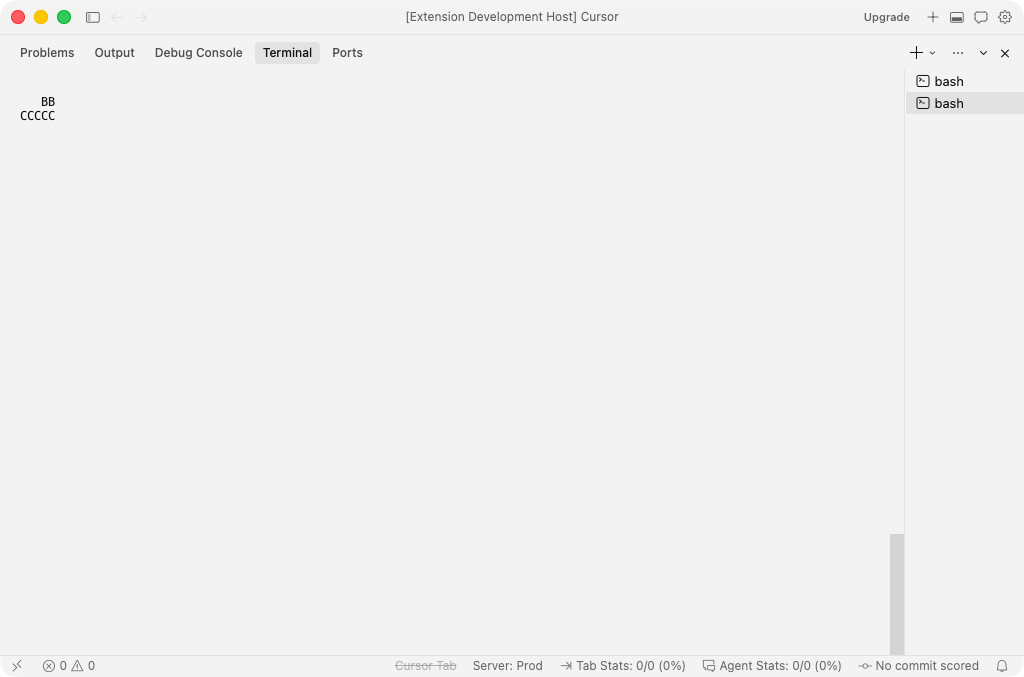 [Extension Development Host] Cursor
Upgrade
Problems Output Debug Console Terminal Ports
bash
bash
   BB
CCCCC
0 0 Cursor Tab Server: Prod Tab Stats: 0/0 (0%) Agent Stats: 0/0 (0%) No commit scored